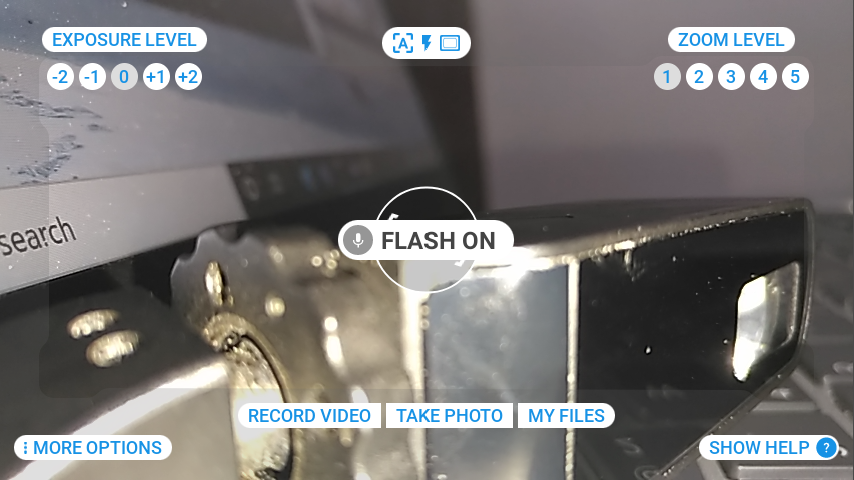 EXPOSURE LEVEL
-2 -1 0 +1 +2
A
ZOOM LEVEL
1 2 3 4 5
search
FLASH ON
RECORD VIDEO TAKE PHOTO MY FILES
MORE OPTIONS
SHOW HELP ?